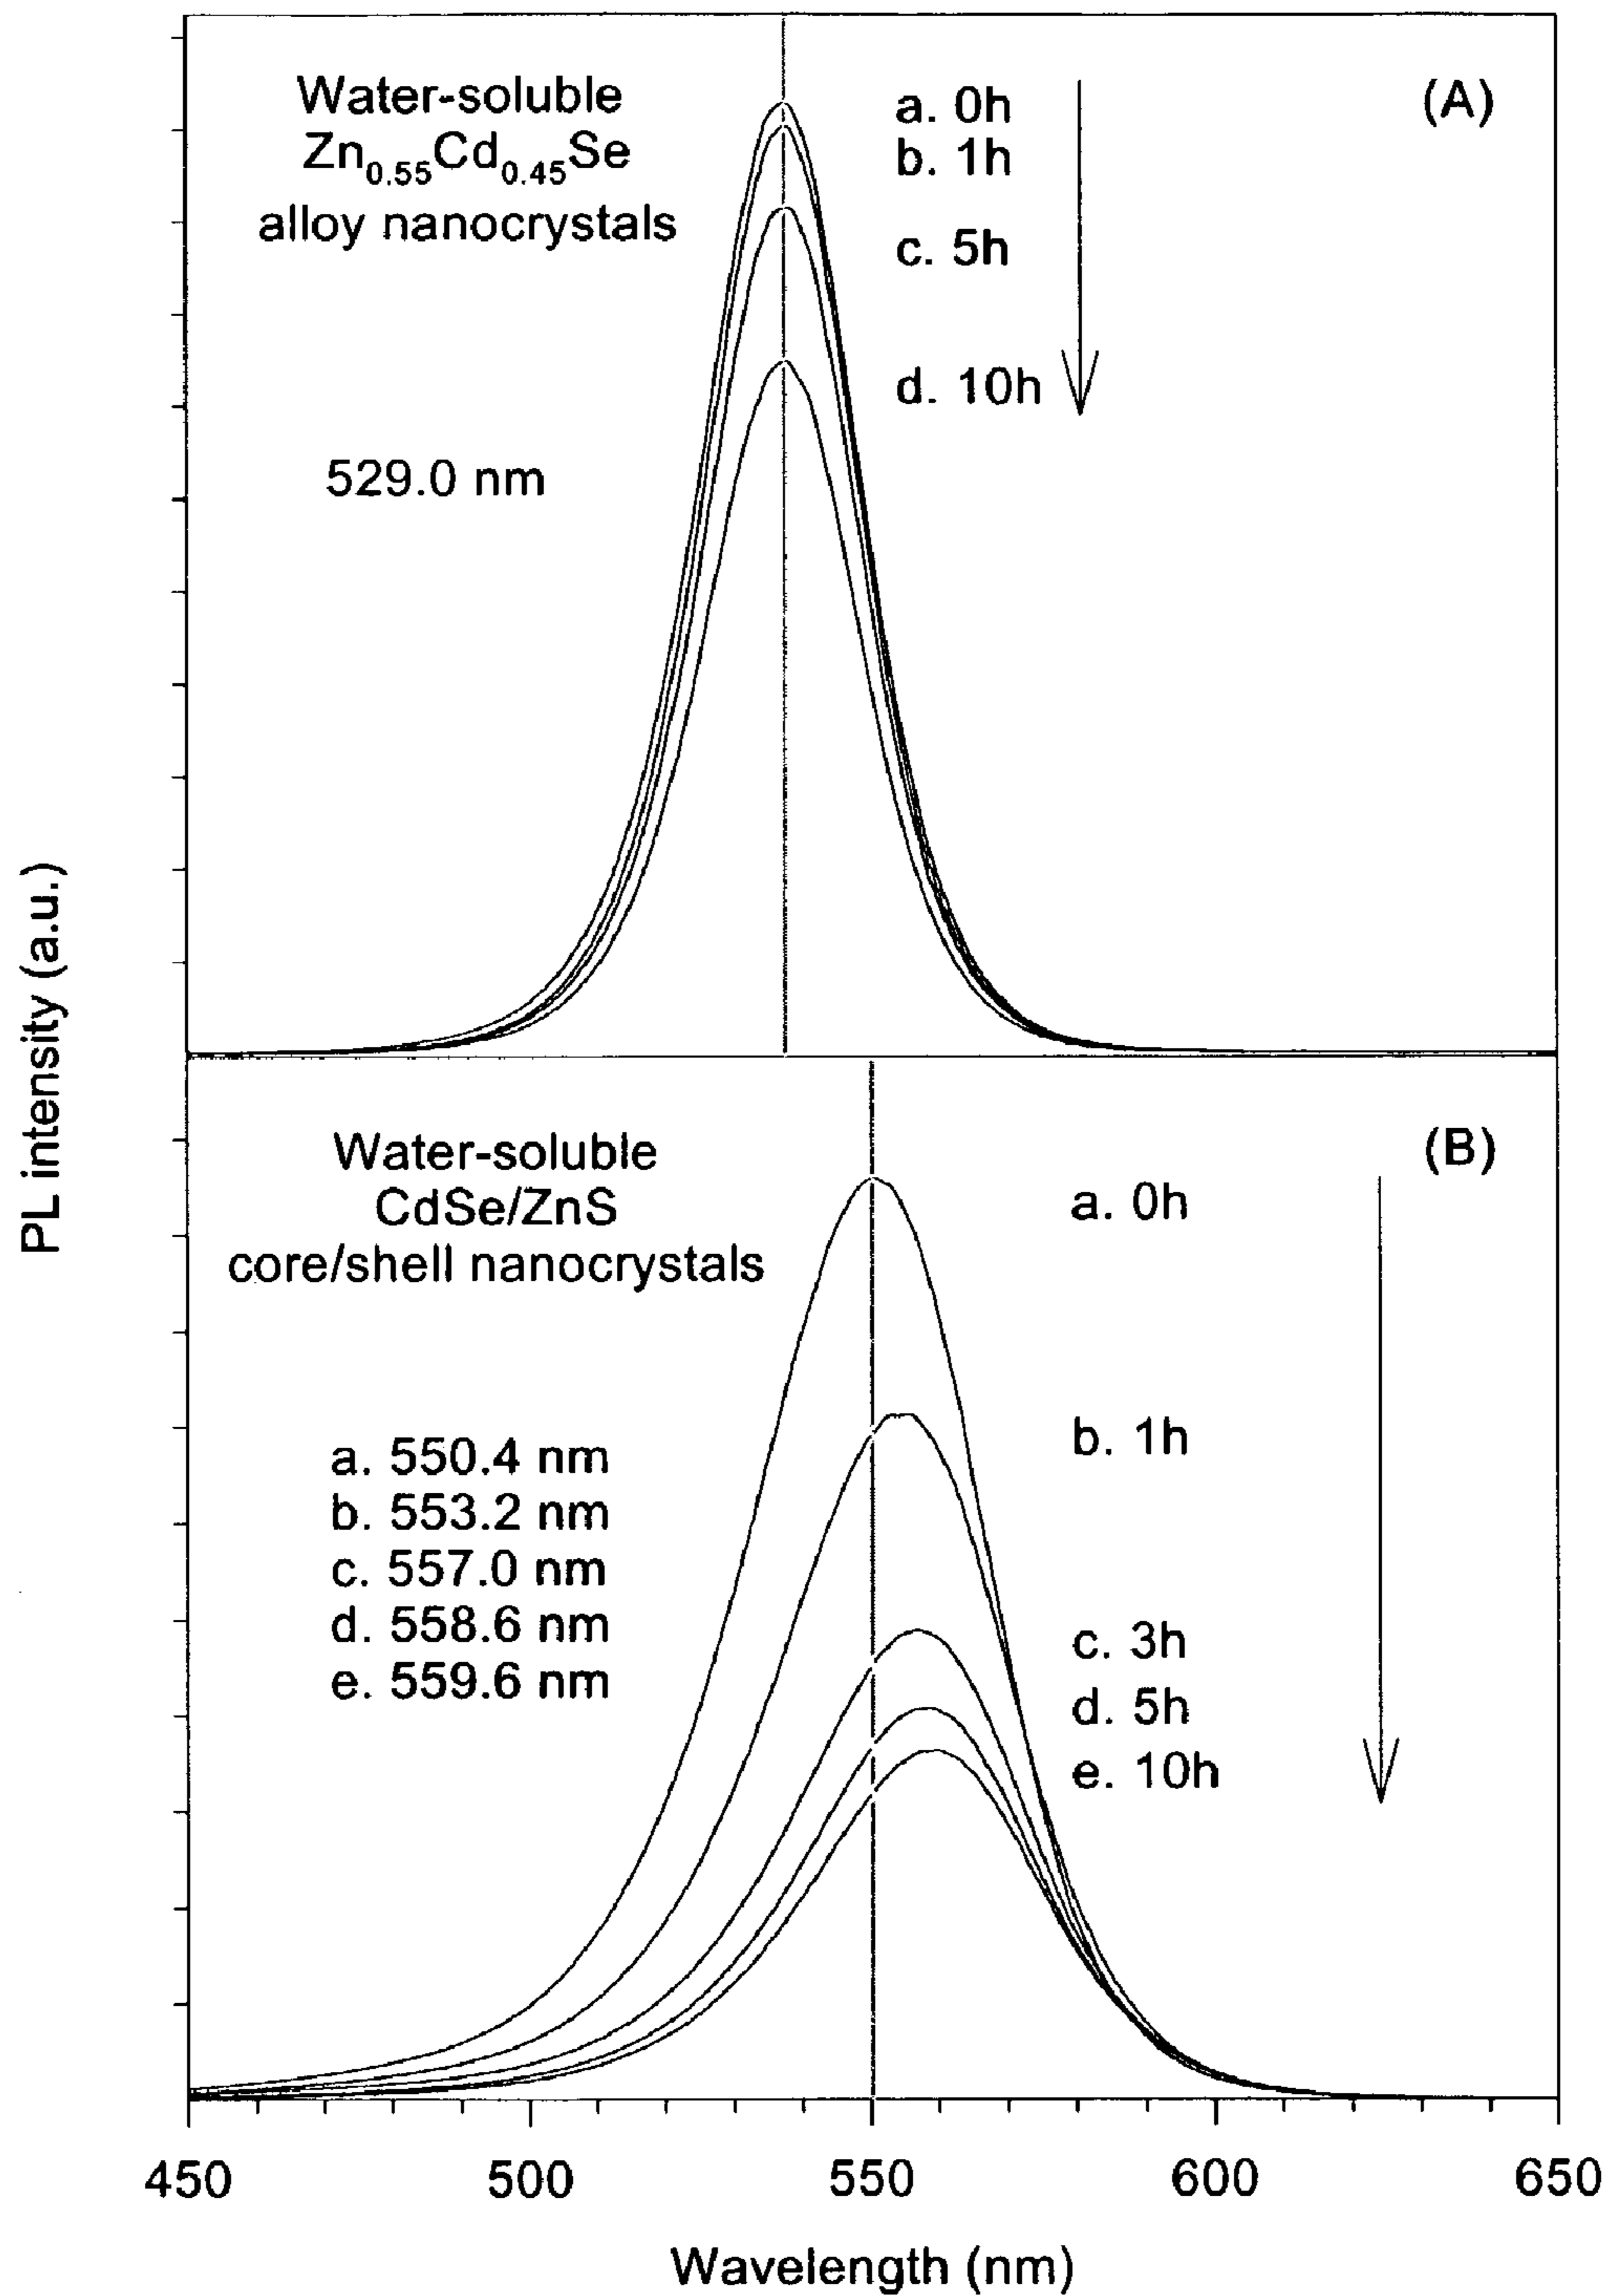 Water-soluble
Zn0.55Cd0.45Se
alloy nanocrystals
529.0 nm
a. 0h
b. 1h
c. 5h
d. 10h
(A)
PL intensity (a.u.)
Water-soluble
CdSe/ZnS
core/shell nanocrystals
a. 550.4 nm
b. 553.2 nm
c. 557.0 nm
d. 558.6 nm
e. 559.6 nm
a. 0h
b. 1h
c. 3h
d. 5h
e. 10h
(B)
450 500 550 600 650
Wavelength (nm)